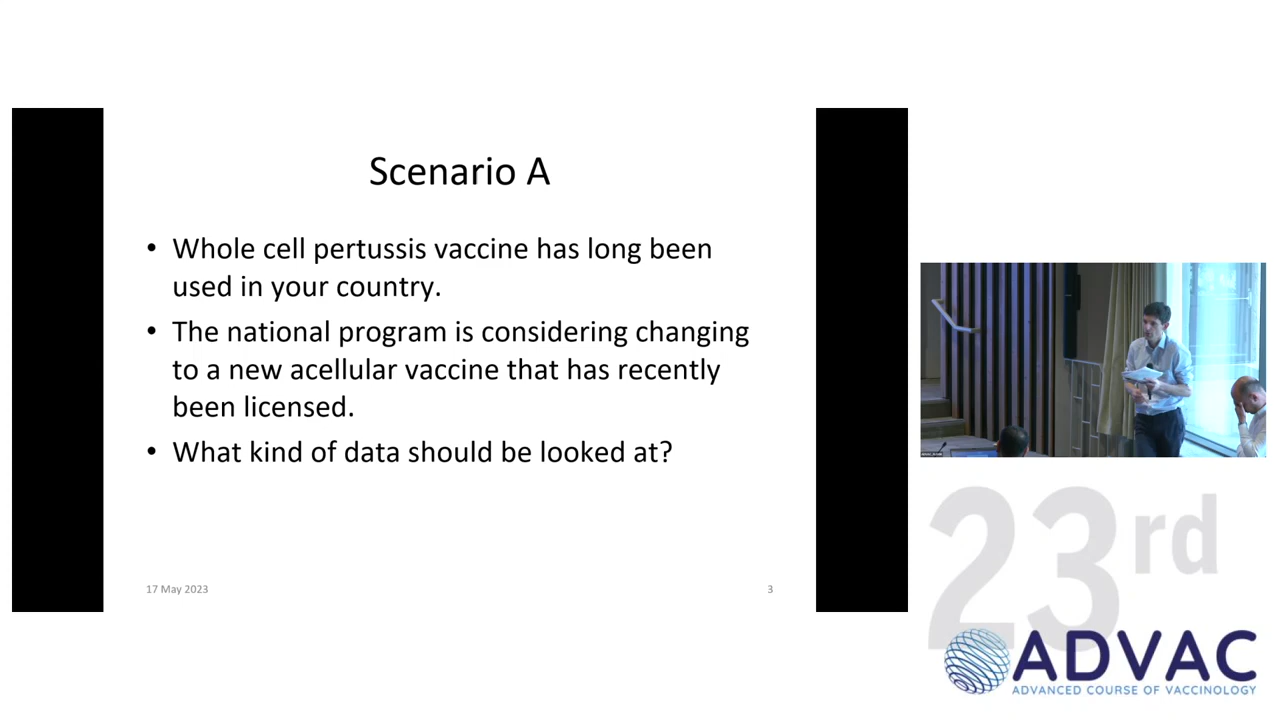 Scenario A
• Whole cell pertussis vaccine has long been
used in your country.
• The national program is considering changing
to a new acellular vaccine that has recently
been licensed.
• What kind of data should be looked at?
17 May 2023
3
23rd
ADVAC
ADVANCED COURSE OF VACCINOLOGY